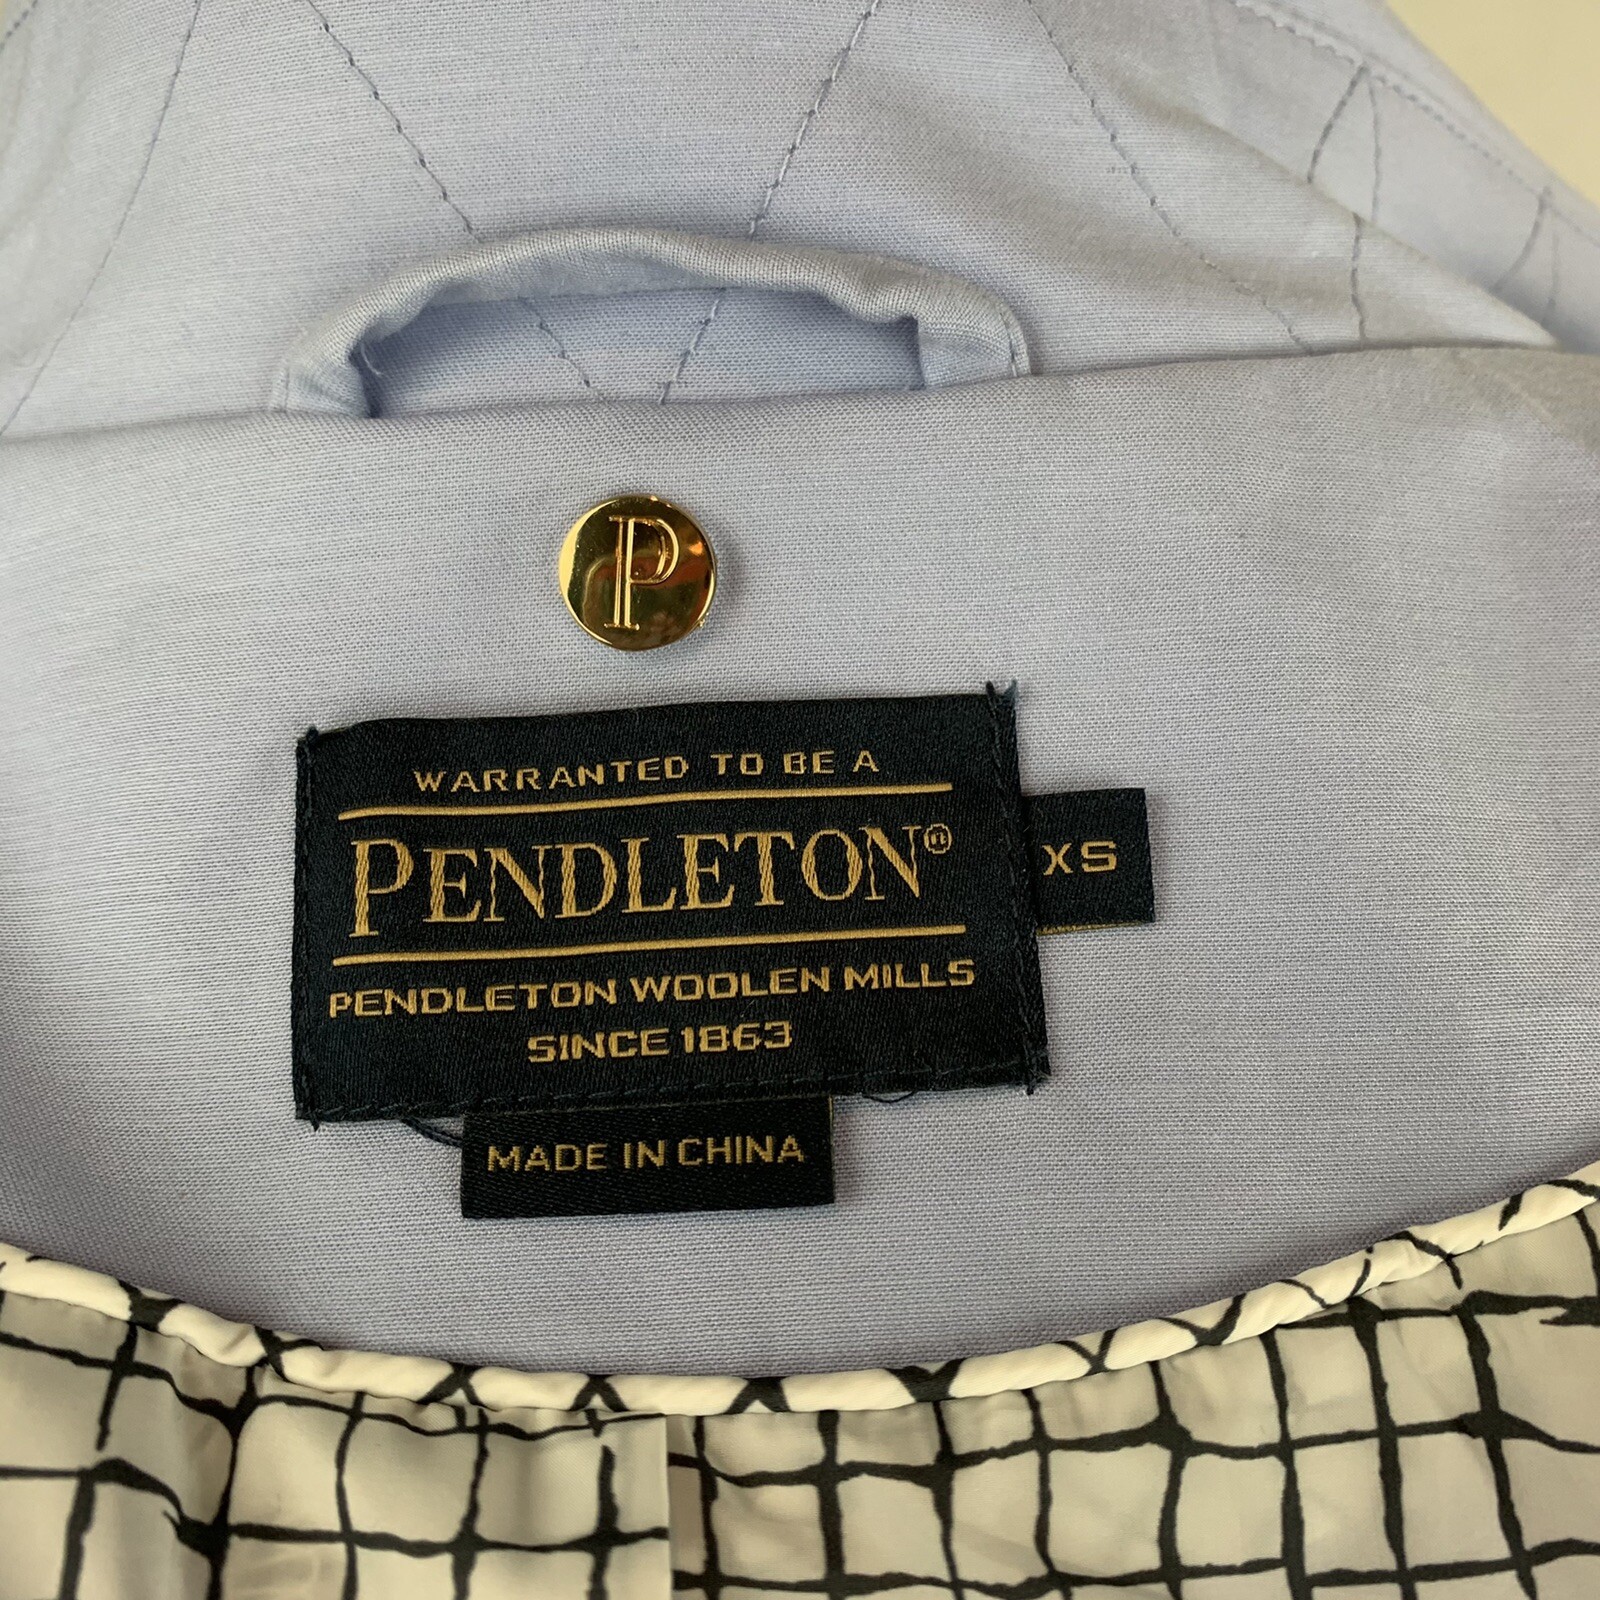 P
WARRANTED TO BE A
PENDLETON®
XS
PENDLETON WOOLEN MILLS
SINCE 1863
MADE IN CHINA